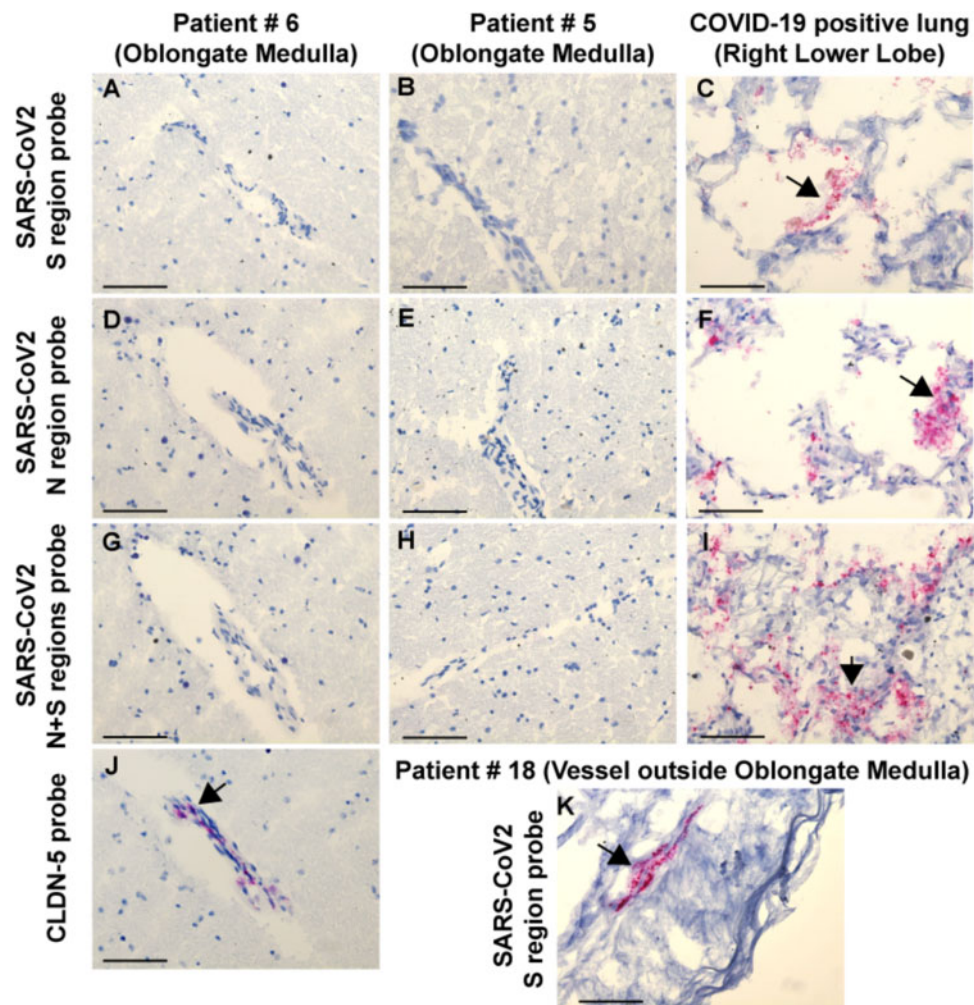 Patient # 6
(Oblongate Medulla)
Patient # 5
(Oblongate Medulla)
COVID-19 positive lung
(Right Lower Lobe)
SARS-CoV2
S region probe
A
B
C
SARS-CoV2
N region probe
D
E
F
SARS-CoV2
N+S regions probe
G
H
I
CLDN-5 probe
J
Patient # 18 (Vessel outside Oblongate Medulla)
SARS-CoV2
S region probe
K